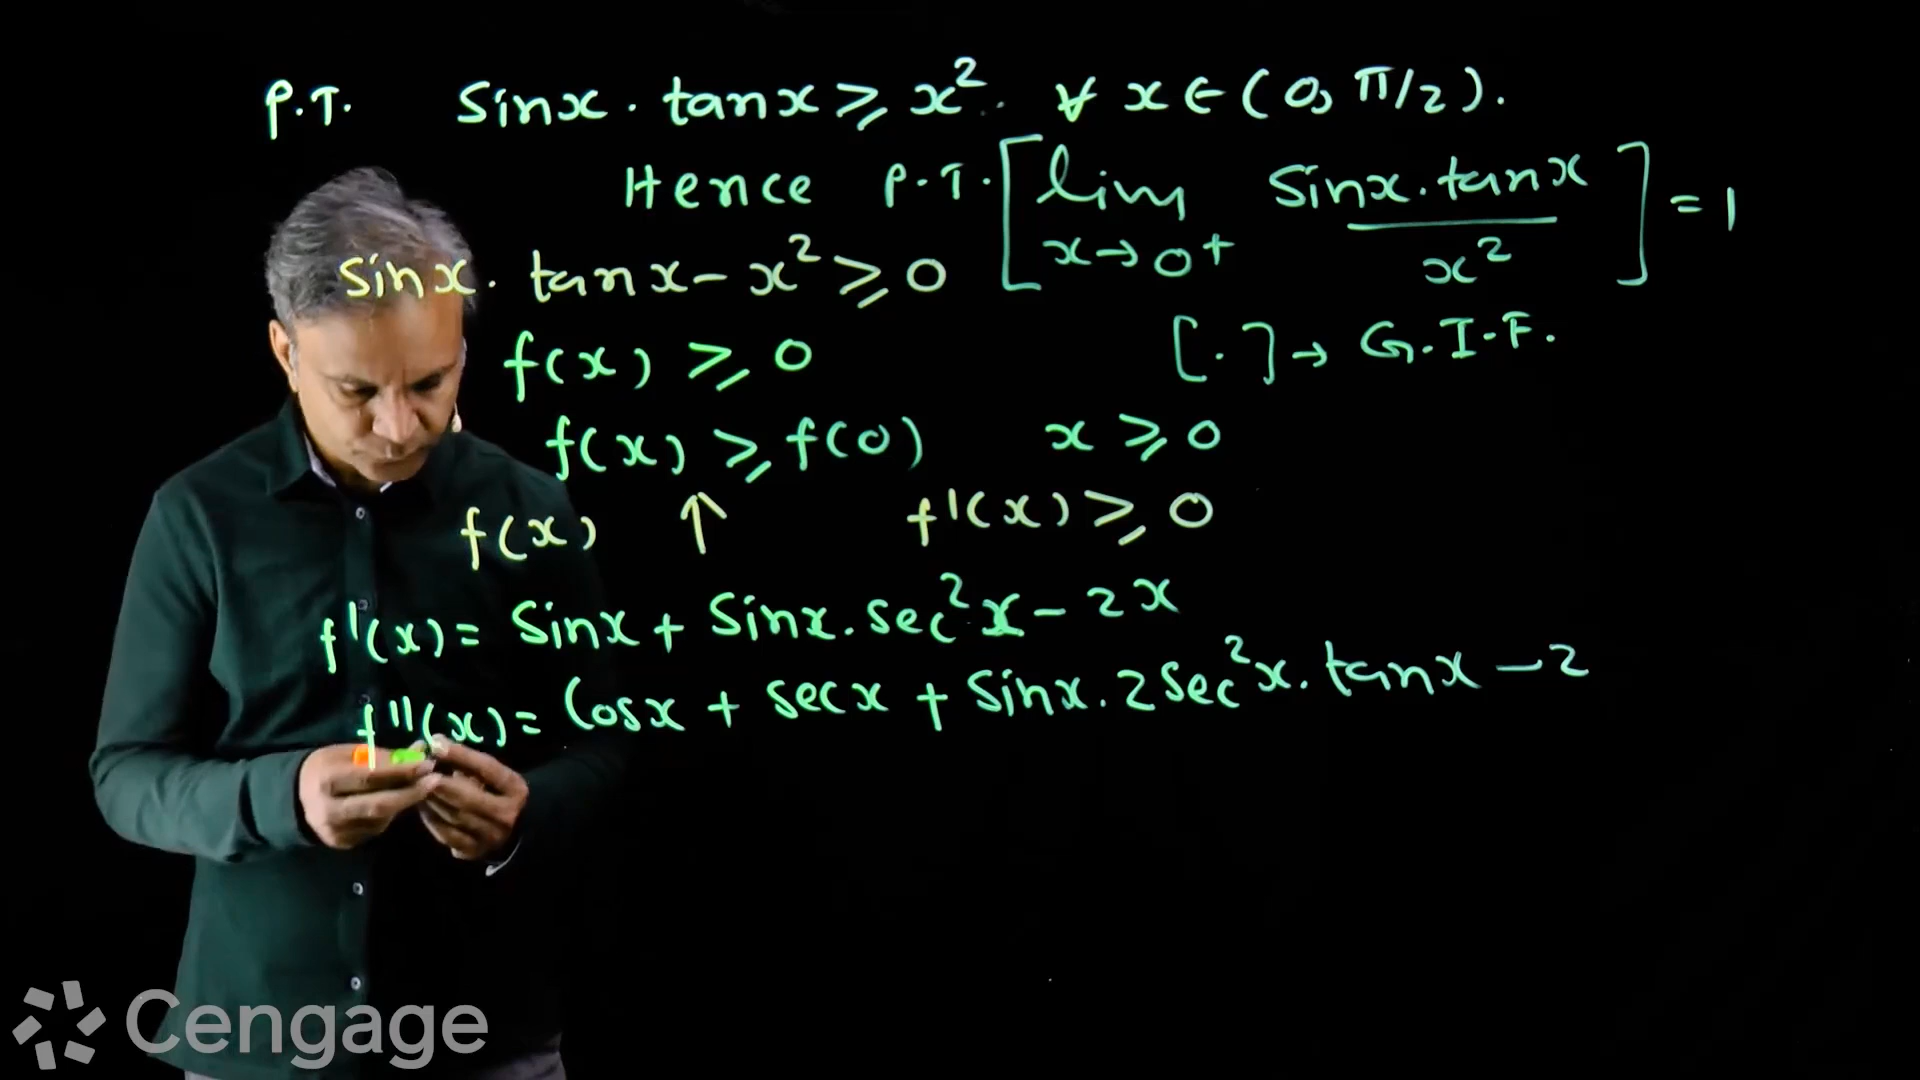 P.T. sinx . tanx ⩾ x². ∀ x ∈ (0, π/2).
Hence P.T. [ lim x→0+ sinx.tanx / x² ] = 1
sinx . tanx - x² ⩾ 0
[.] → G.I.F.
f(x) ⩾ 0
f(x) ⩾ f(0) x ⩾ 0
f(x) ↑ f'(x) ⩾ 0
f'(x) = sinx + sinx.sec²x - 2x
f''(x) = cosx + secx + sinx.2sec²x.tanx - 2
Cengage